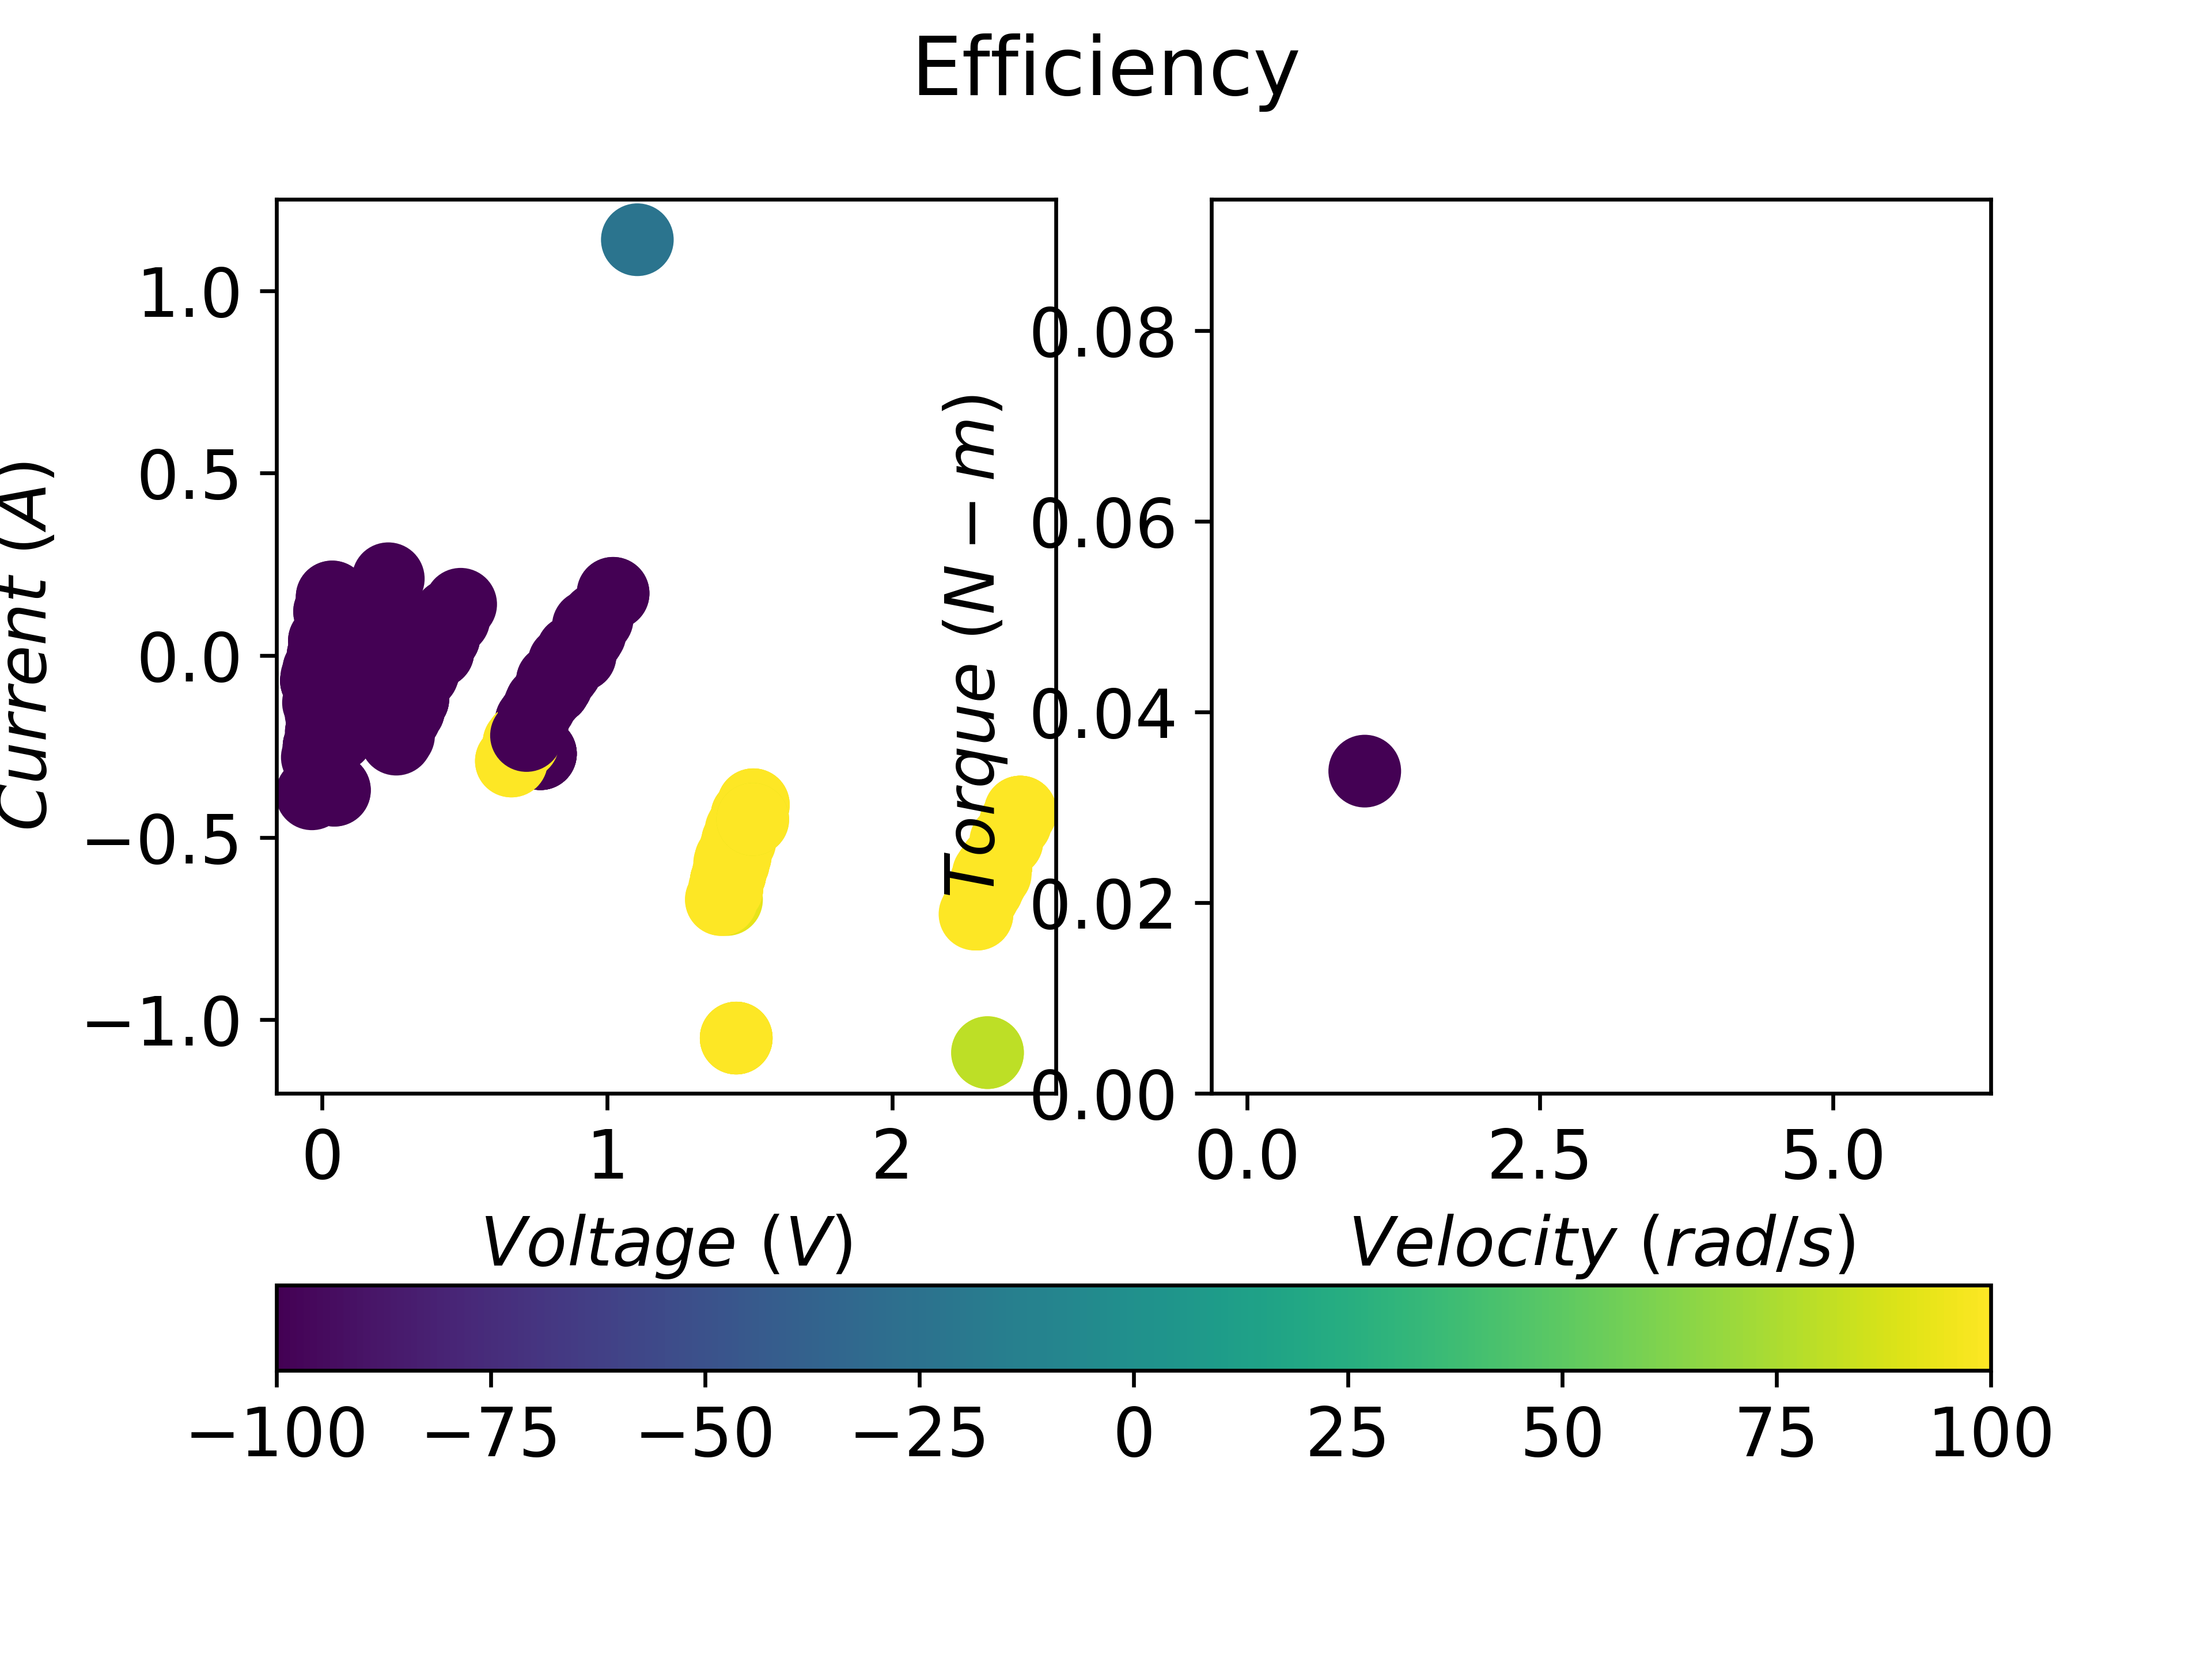 Efficiency
1.0
0.5
0.0
−0.5
−1.0
Current (A)
0 1 2
Voltage (V)
0.08
0.06
0.04
0.02
0.00
Torque (N − m)
0.0 2.5 5.0
Velocity (rad/s)
−100 −75 −50 −25 0 25 50 75 100